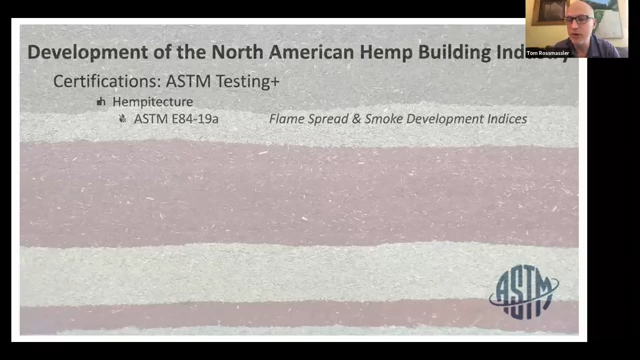 Development of the North American Hemp Building Industry
Certifications: ASTM Testing+
Hempitecture
ASTM E84-19a Flame Spread & Smoke Development Indices
ASTM
Tom Rossmassler